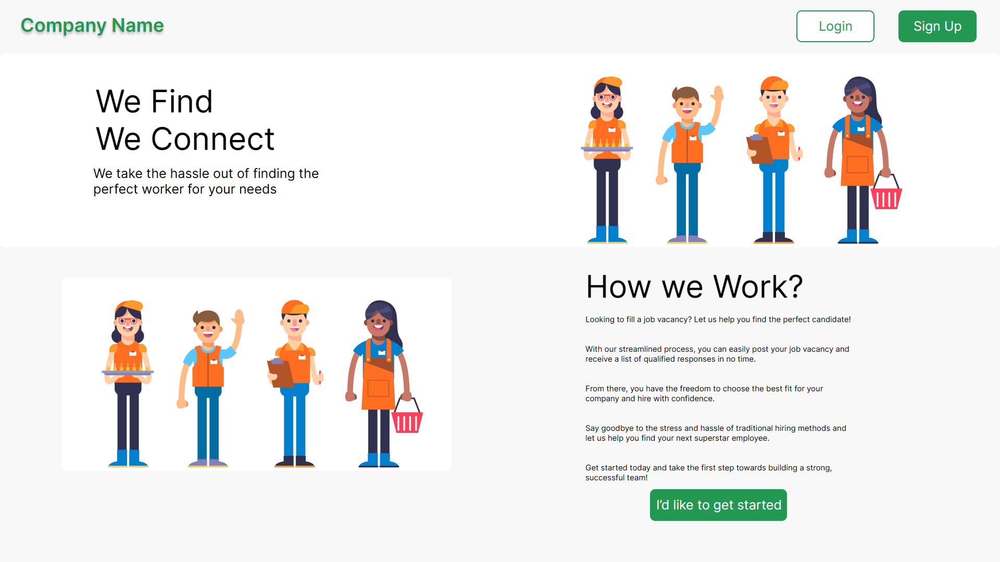 Company Name
Login
Sign Up
We Find
We Connect
We take the hassle out of finding the
perfect worker for your needs
How we Work?
Looking to fill a job vacancy? Let us help you find the perfect candidate!
With our streamlined process, you can easily post your job vacancy and
receive a list of qualified responses in no time.
From there, you have the freedom to choose the best fit for your
company and hire with confidence.
Say goodbye to the stress and hassle of traditional hiring methods and
let us help you find your next superstar employee.
Get started today and take the first step towards building a strong,
successful team!
I’d like to get started